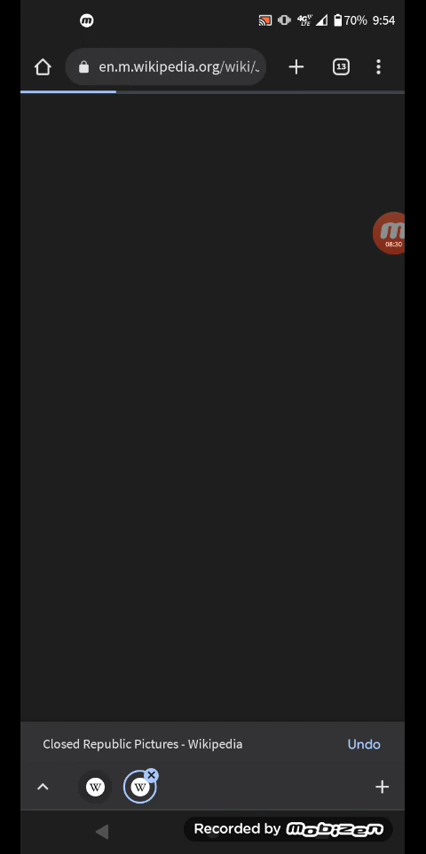 70% 9:54
en.m.wikipedia.org/wiki/
13
08:30
Closed Republic Pictures - Wikipedia Undo
W W
Recorded by mobizen